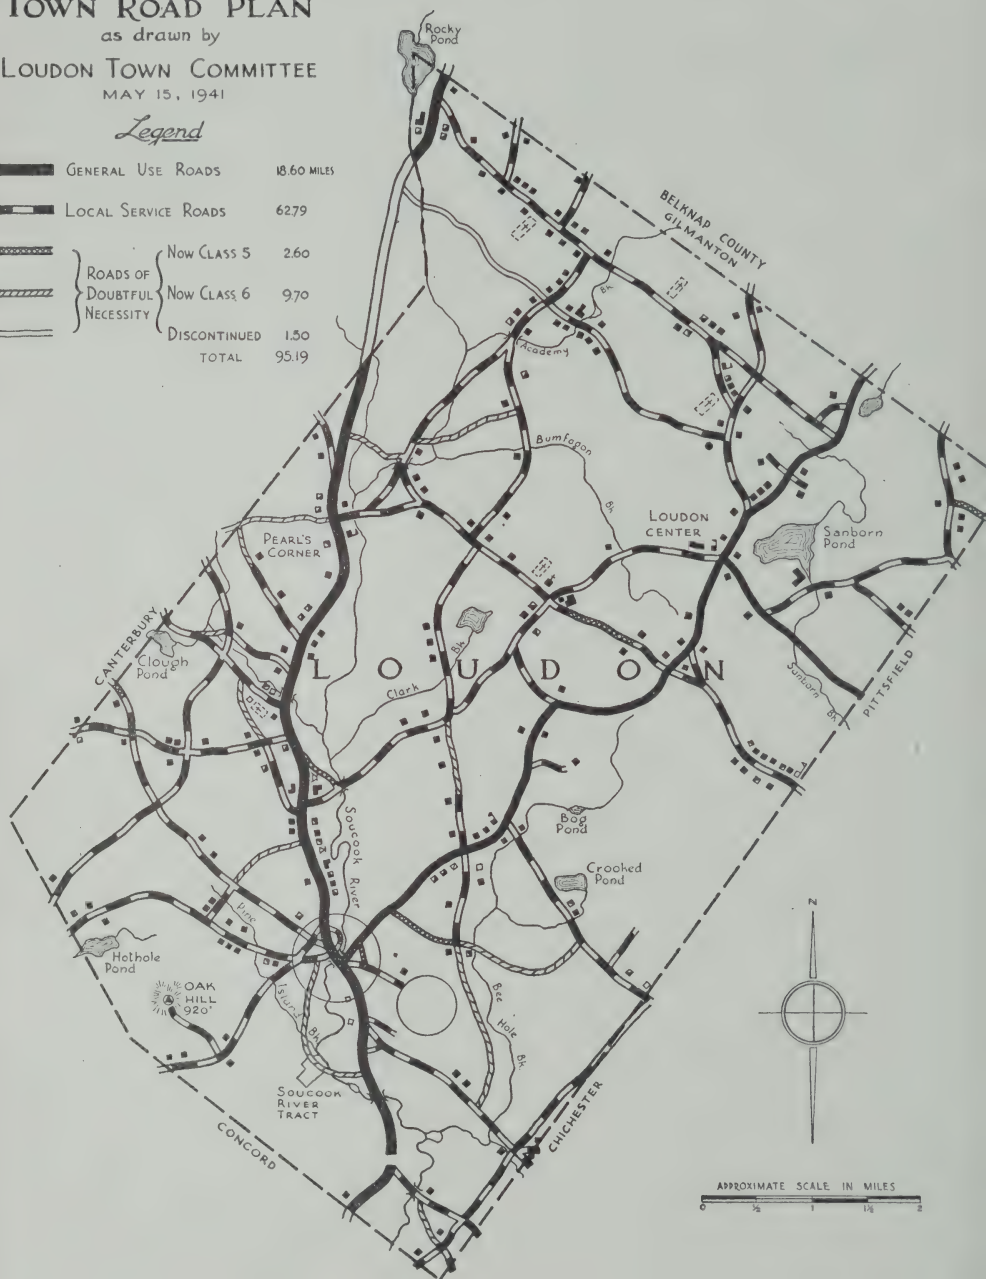 TOWN ROAD PLAN
as drawn by
LOUDON TOWN COMMITTEE
MAY 15, 1941
Legend
GENERAL USE ROADS 18.60 MILES
LOCAL SERVICE ROADS 62.79
ROADS OF
DOUBTFUL
NECESSITY
NOW CLASS 5 2.60
NOW CLASS 6 9.70
DISCONTINUED 1.50
TOTAL 95.19
Rocky
Pond
BELKNAP COUNTY
GILMANTON
Bk
Academy
Bumfagon
Bk
LOUDON
CENTER
Sanborn
Pond
PEARL'S
CORNER
CANTERBURY
Clough
Pond
Bk
Clark
LOUDON
Sanborn
Bk
PITTSFIELD
Soucook
River
Bog
Pond
Crooked
Pond
Pine
Island
Bk
Hothole
Pond
OAK
HILL
920'
Bee
Hole
Bk
N
SOUCOOK
RIVER
TRACT
CHICHESTER
CONCORD
APPROXIMATE SCALE IN MILES
0 ½ 1 1½ 2